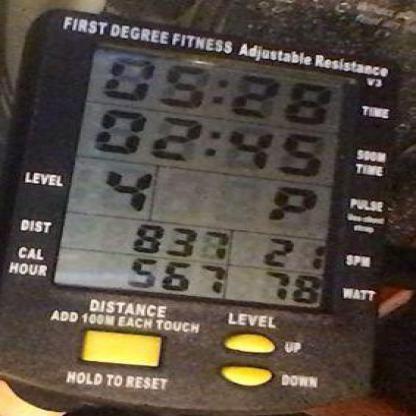 FIRST DEGREE FITNESS Adjustable Resistance
V3
05:28 TIME
02:45 500M TIME
LEVEL 4 P PULSE
DIST 837 21 SPM
CAL HOUR 567 78 WATT
DISTANCE
ADD 100M EACH TOUCH
LEVEL
UP
HOLD TO RESET
DOWN